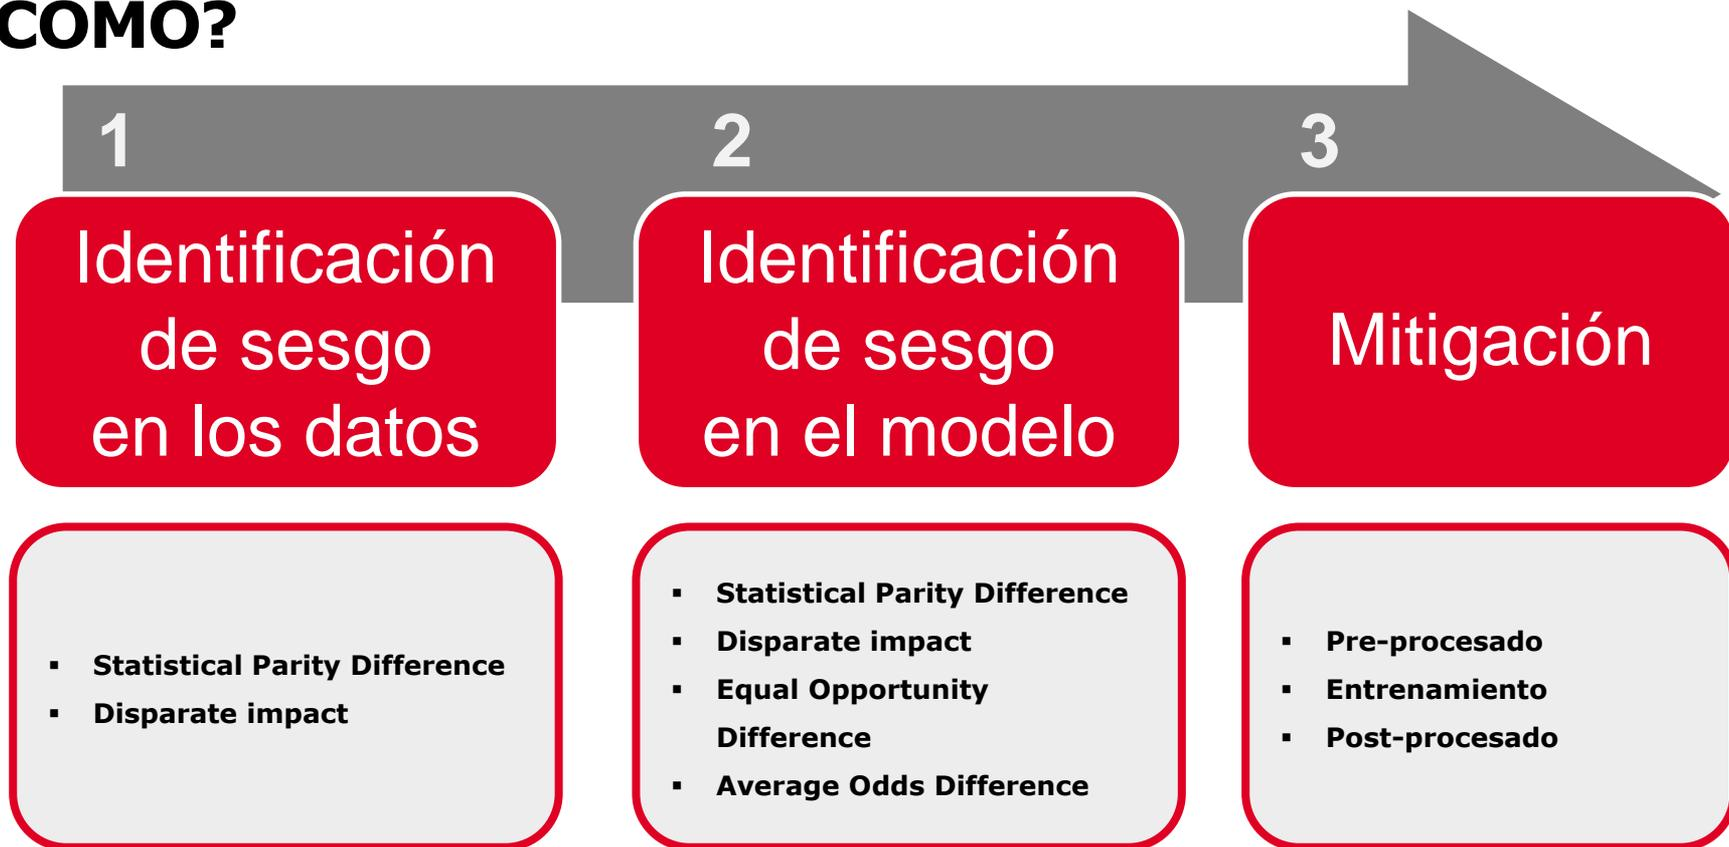 COMO?
1
2
3
Identificación
de sesgo
en los datos
Identificación
de sesgo
en el modelo
Mitigación
▪ Statistical Parity Difference
▪ Disparate impact
▪ Statistical Parity Difference
▪ Disparate impact
▪ Equal Opportunity
Difference
▪ Average Odds Difference
▪ Pre-procesado
▪ Entrenamiento
▪ Post-procesado